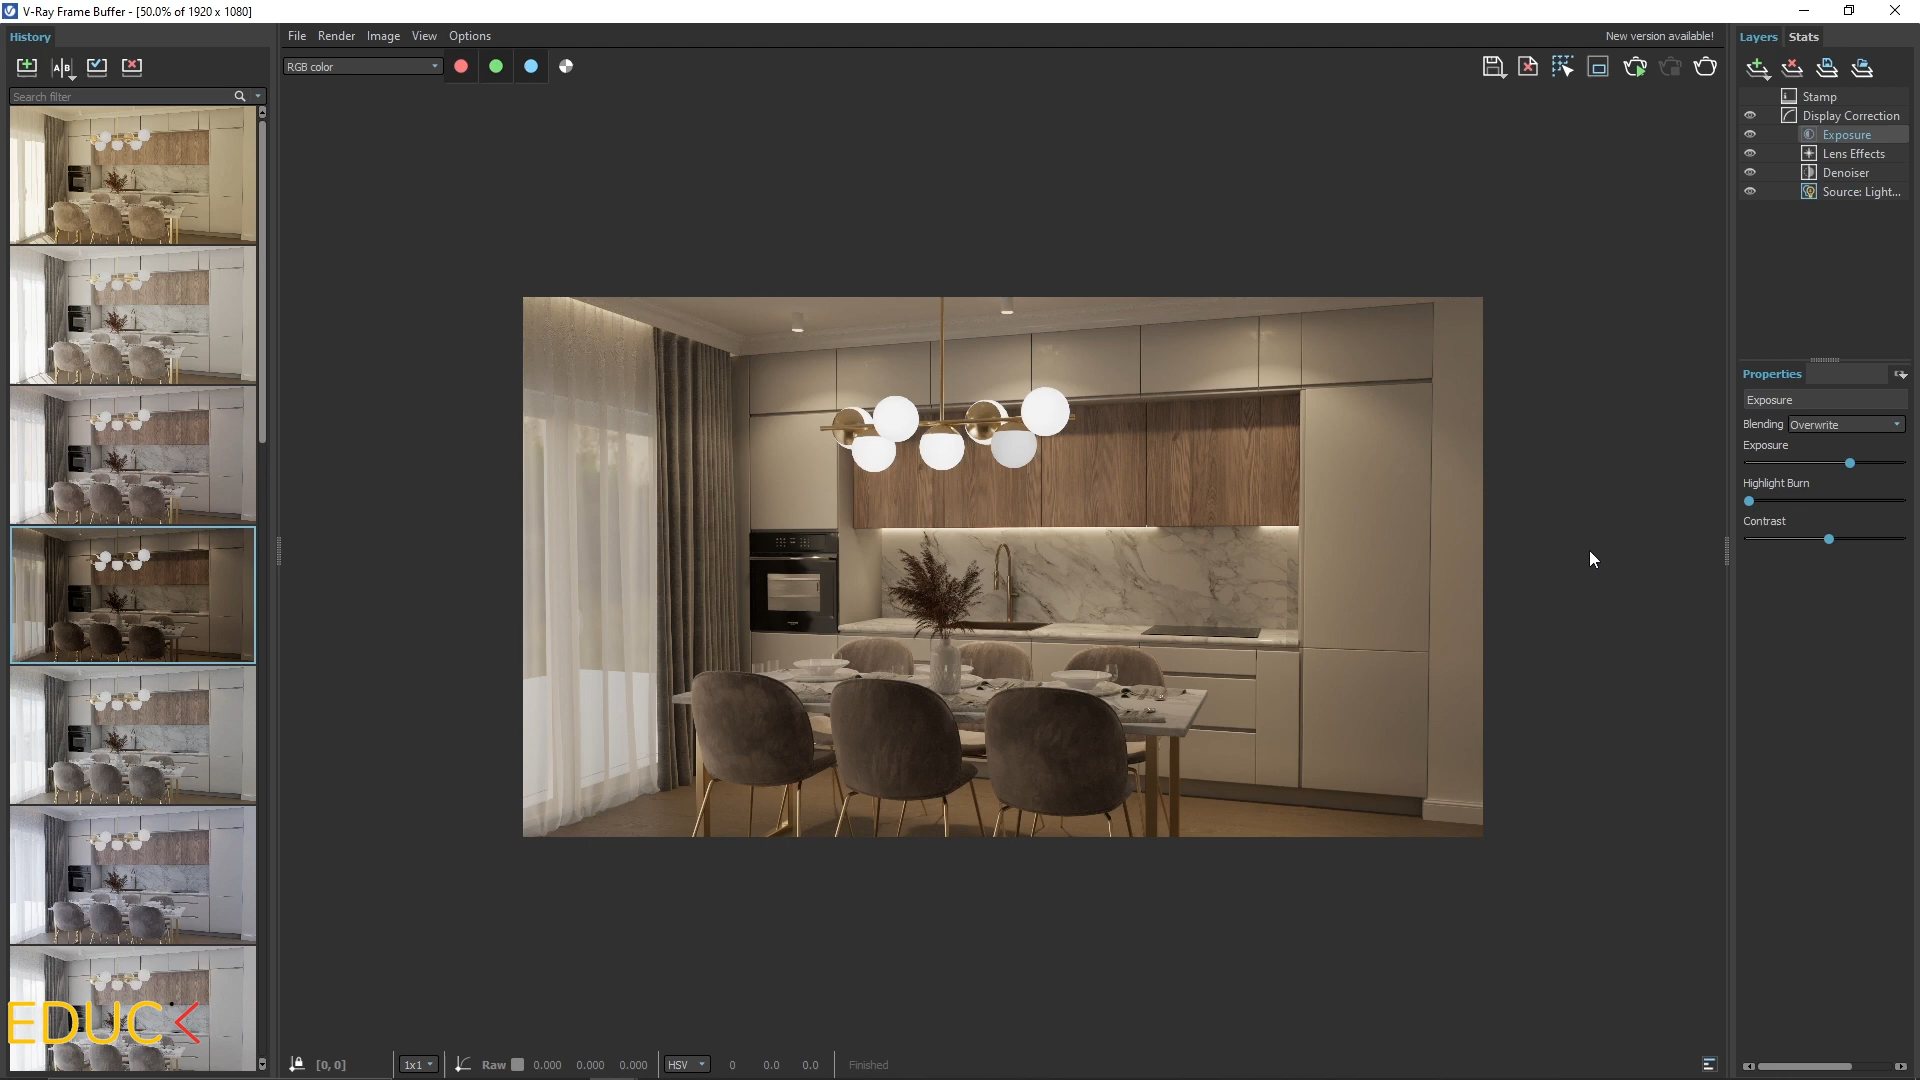 V-Ray Frame Buffer - [50.0% of 1920 x 1080]
History
File Render Image View Options
New version available!
Layers Stats
RGB color
A B
Search filter
Stamp
Display Correction
Exposure
Lens Effects
Denoiser
Source: Light...
Properties
Exposure
Blending Overwrite
Exposure
Highlight Burn
Contrast
EDUC
[0, 0]
1x1
Raw 0.000 0.000 0.000
HSV 0 0.0 0.0
Finished